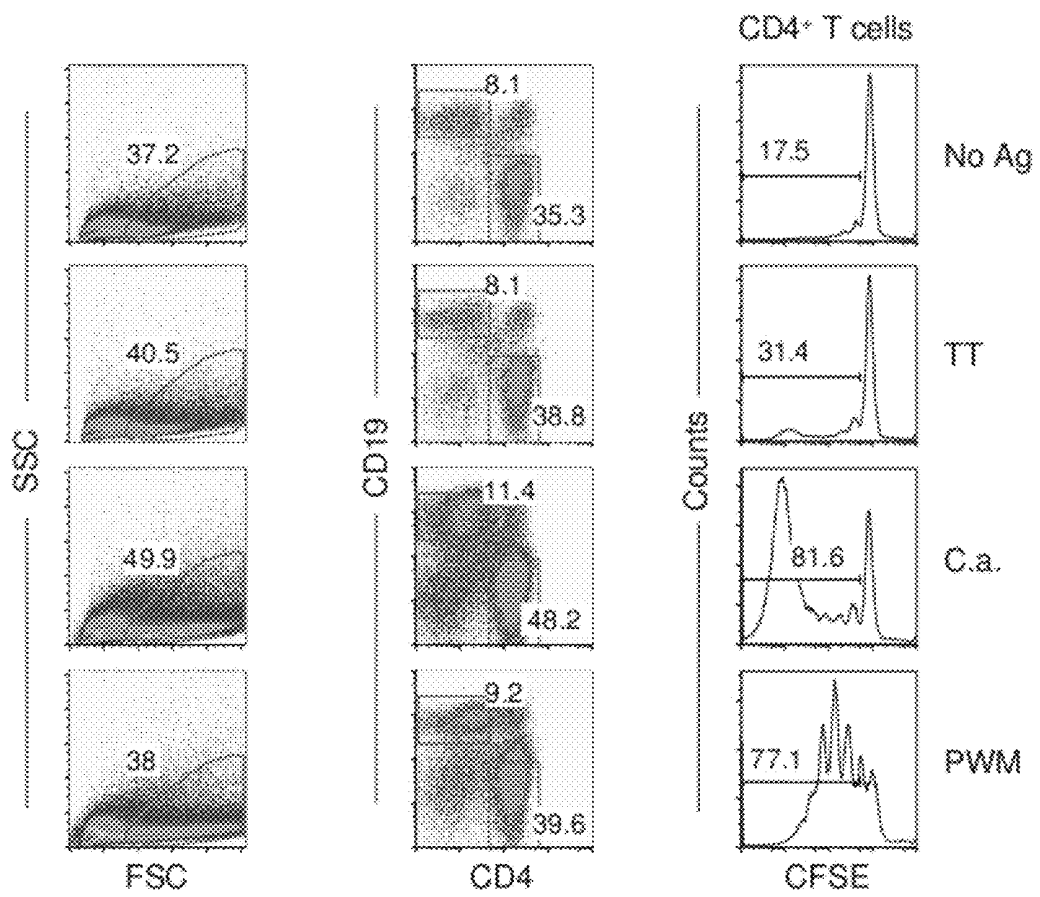 CD4+ T cells
37.2
8.1
17.5
No Ag
35.3
40.5
8.1
31.4
TT
38.8
SSC
CD19
Counts
49.9
11.4
81.6
C.a.
48.2
38
9.2
77.1
PWM
39.6
FSC
CD4
CFSE